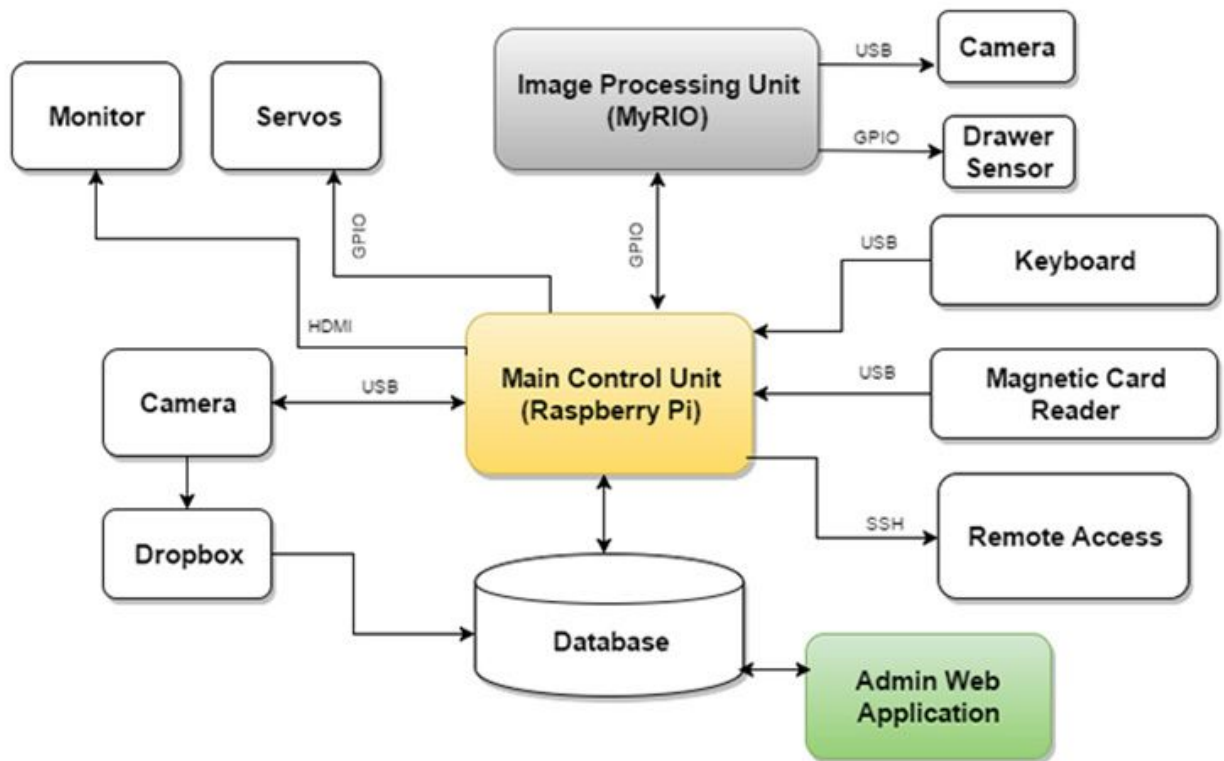 Image Processing Unit
(MyRIO)
USB
Camera
GPIO
Drawer
Sensor
Monitor
Servos
GPIO
GPIO
USB
Keyboard
HDMI
Main Control Unit
(Raspberry Pi)
USB
Magnetic Card
Reader
Camera
USB
SSH
Remote Access
Dropbox
Database
Admin Web
Application